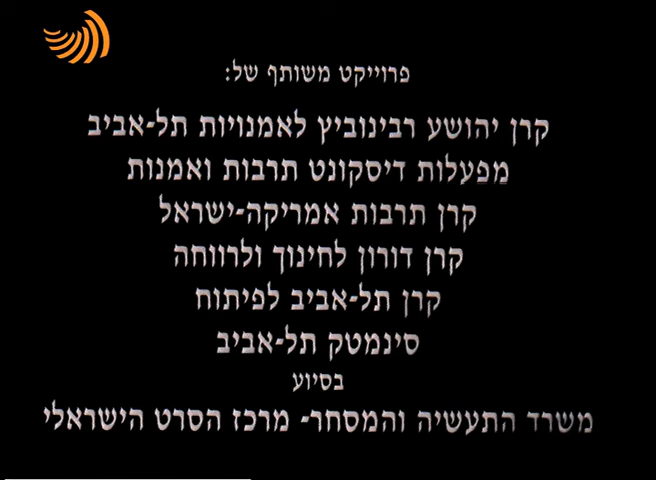 פרוייקט משותף של:
קרן יהושע רבינוביץ לאמנויות תל-אביב
מפעלות דיסקונט תרבות ואמנות
קרן תרבות אמריקה-ישראל
קרן דורון לחינוך ולרווחה
קרן תל-אביב לפיתוח
סינמטק תל-אביב
בסיוע
משרד התעשיה והמסחר- מרכז הסרט הישראלי